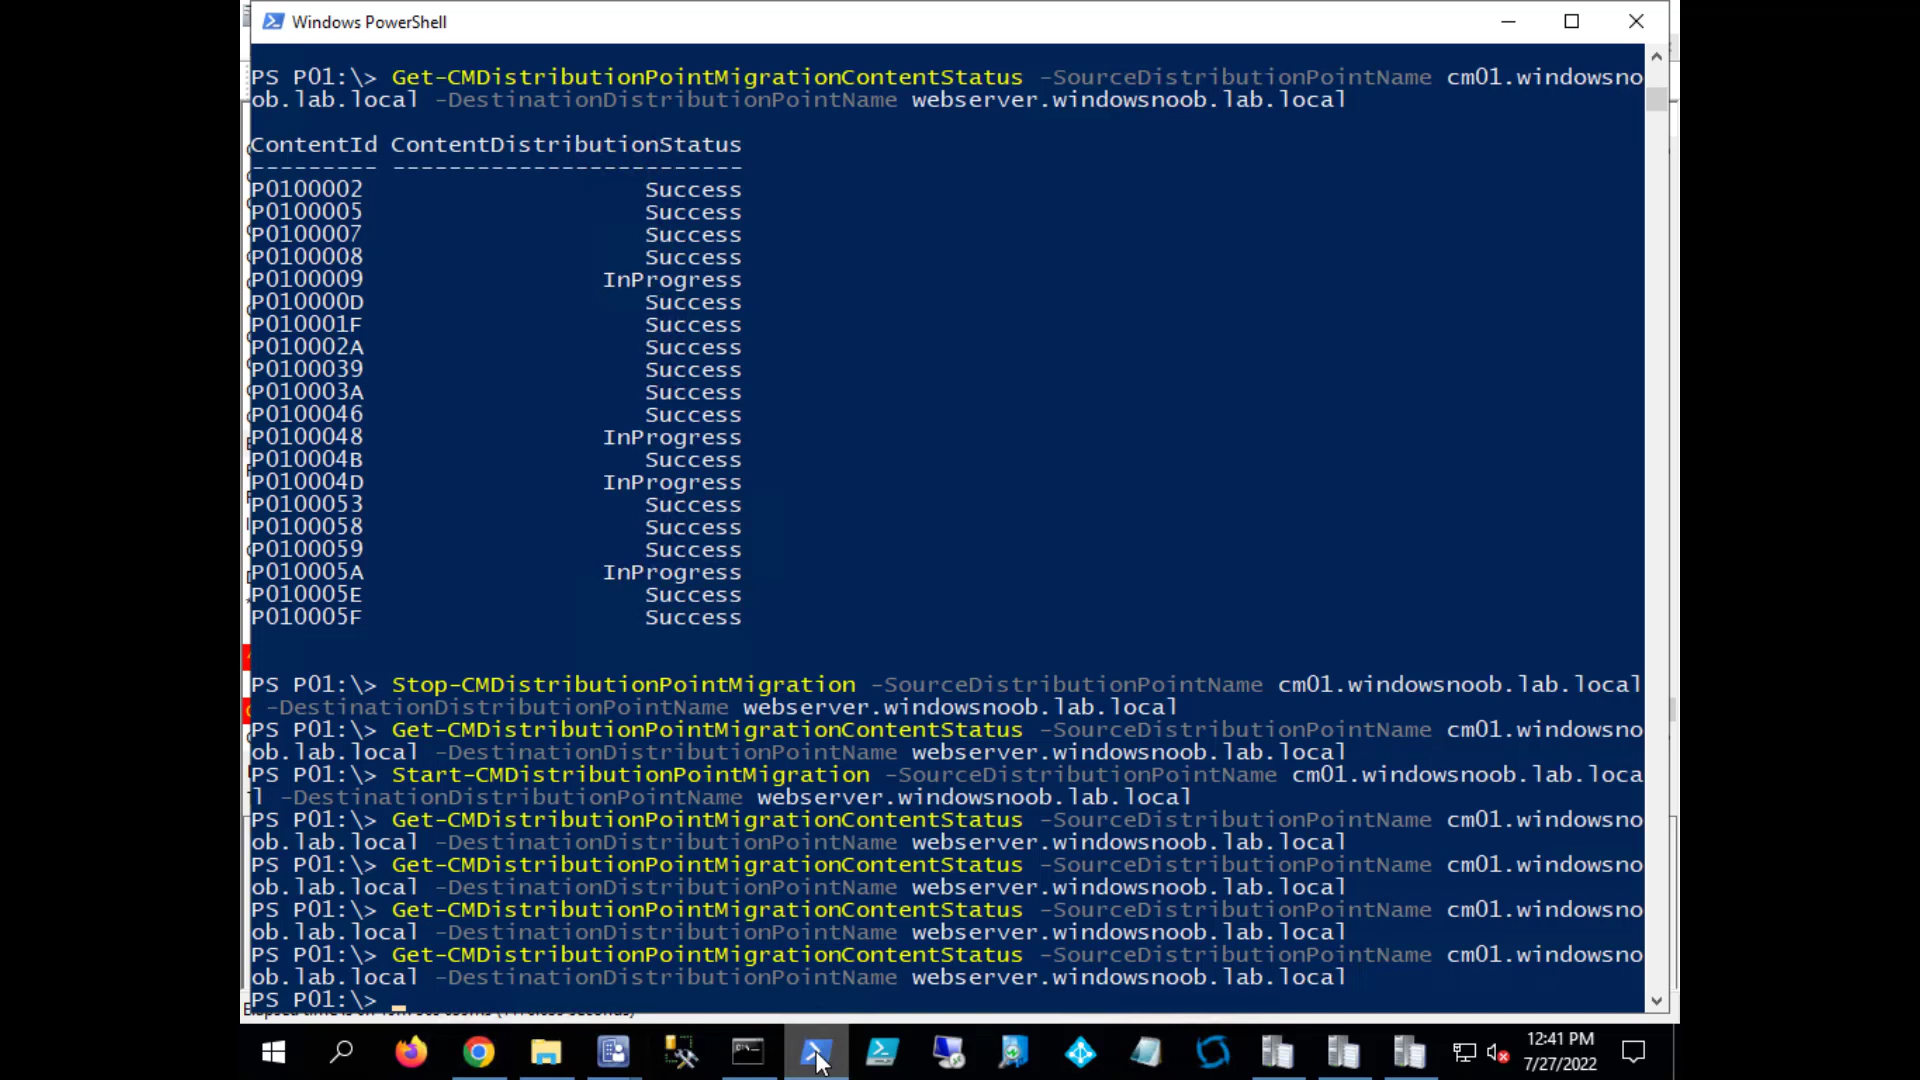 Windows PowerShell
PS P01:\> Get-CMDistributionPointMigrationContentStatus -SourceDistributionPointName cm01.windowsno
ob.lab.local -DestinationDistributionPointName webserver.windowsnoob.lab.local
ContentId ContentDistributionStatus
--------- -------------------------
P0100002 Success
P0100005 Success
P0100007 Success
P0100008 Success
P0100009 InProgress
P010000D Success
P010001F Success
P010002A Success
P0100039 Success
P010003A Success
P0100046 Success
P0100048 InProgress
P010004B Success
P010004D InProgress
P0100053 Success
P0100058 Success
P0100059 Success
P010005A InProgress
P010005E Success
P010005F Success
PS P01:\> Stop-CMDistributionPointMigration -SourceDistributionPointName cm01.windowsnoob.lab.local
-DestinationDistributionPointName webserver.windowsnoob.lab.local
PS P01:\> Get-CMDistributionPointMigrationContentStatus -SourceDistributionPointName cm01.windowsno
ob.lab.local -DestinationDistributionPointName webserver.windowsnoob.lab.local
PS P01:\> Start-CMDistributionPointMigration -SourceDistributionPointName cm01.windowsnoob.lab.loca
l -DestinationDistributionPointName webserver.windowsnoob.lab.local
PS P01:\> Get-CMDistributionPointMigrationContentStatus -SourceDistributionPointName cm01.windowsno
ob.lab.local -DestinationDistributionPointName webserver.windowsnoob.lab.local
PS P01:\> Get-CMDistributionPointMigrationContentStatus -SourceDistributionPointName cm01.windowsno
ob.lab.local -DestinationDistributionPointName webserver.windowsnoob.lab.local
PS P01:\> Get-CMDistributionPointMigrationContentStatus -SourceDistributionPointName cm01.windowsno
ob.lab.local -DestinationDistributionPointName webserver.windowsnoob.lab.local
PS P01:\> Get-CMDistributionPointMigrationContentStatus -SourceDistributionPointName cm01.windowsno
ob.lab.local -DestinationDistributionPointName webserver.windowsnoob.lab.local
PS P01:\>
12:41 PM
7/27/2022